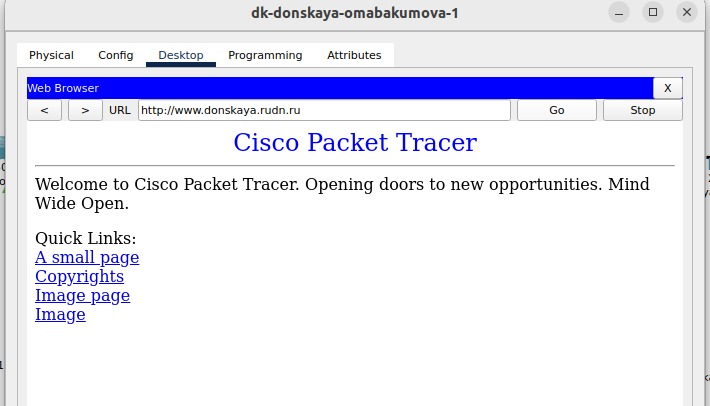 dk-donskaya-omabakumova-1
Physical Config Desktop Programming Attributes
Web Browser X
< > URL http://www.donskaya.rudn.ru Go Stop
Cisco Packet Tracer
Welcome to Cisco Packet Tracer. Opening doors to new opportunities. Mind
Wide Open.
Quick Links:
A small page
Copyrights
Image page
Image